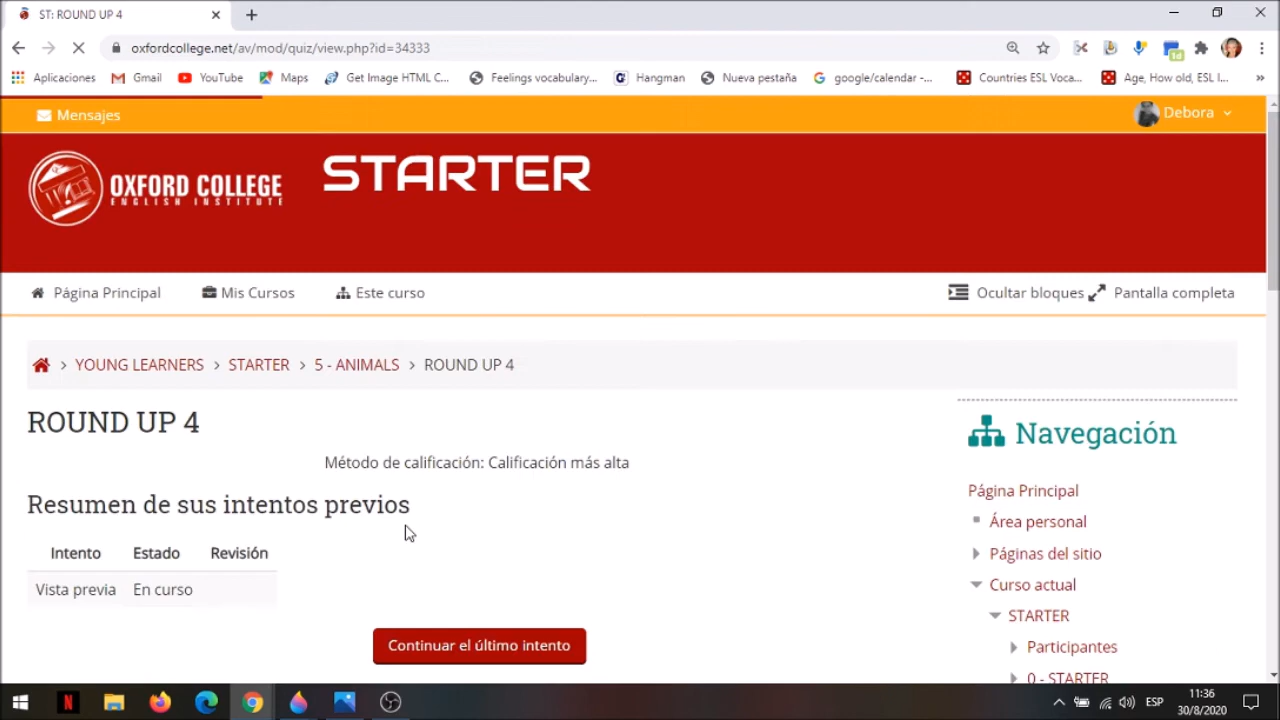 ST: ROUND UP 4
oxfordcollege.net/av/mod/quiz/view.php?id=34333
1d
Aplicaciones
Gmail
YouTube
Maps
Get Image HTML C...
Feelings vocabulary...
Hangman
Nueva pestaña
google/calendar -...
Countries ESL Voca...
Age, How old, ESL I...
»
Mensajes
Debora
OXFORD COLLEGE
ENGLISH INSTITUTE
STARTER
Página Principal
Mis Cursos
Este curso
Ocultar bloques
Pantalla completa
YOUNG LEARNERS > STARTER > 5 - ANIMALS > ROUND UP 4
ROUND UP 4
Método de calificación: Calificación más alta
Resumen de sus intentos previos
Intento Estado Revisión
Vista previa En curso
Continuar el último intento
Navegación
Página Principal
Área personal
Páginas del sitio
Curso actual
STARTER
Participantes
0 - STARTER
N
ESP
11:36
30/8/2020